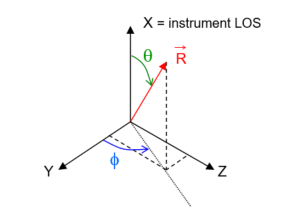 X = instrument LOS
θ
R⃗
ϕ
Y
Z